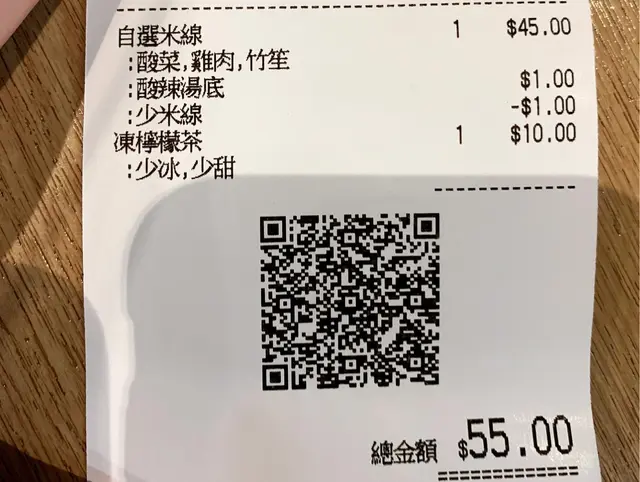 自選米線 1 $45.00
:酸菜,雞肉,竹笙
:酸辣湯底 $1.00
:少米線 -$1.00
凍檸檬茶 1 $10.00
:少冰,少甜
總金額 $55.00